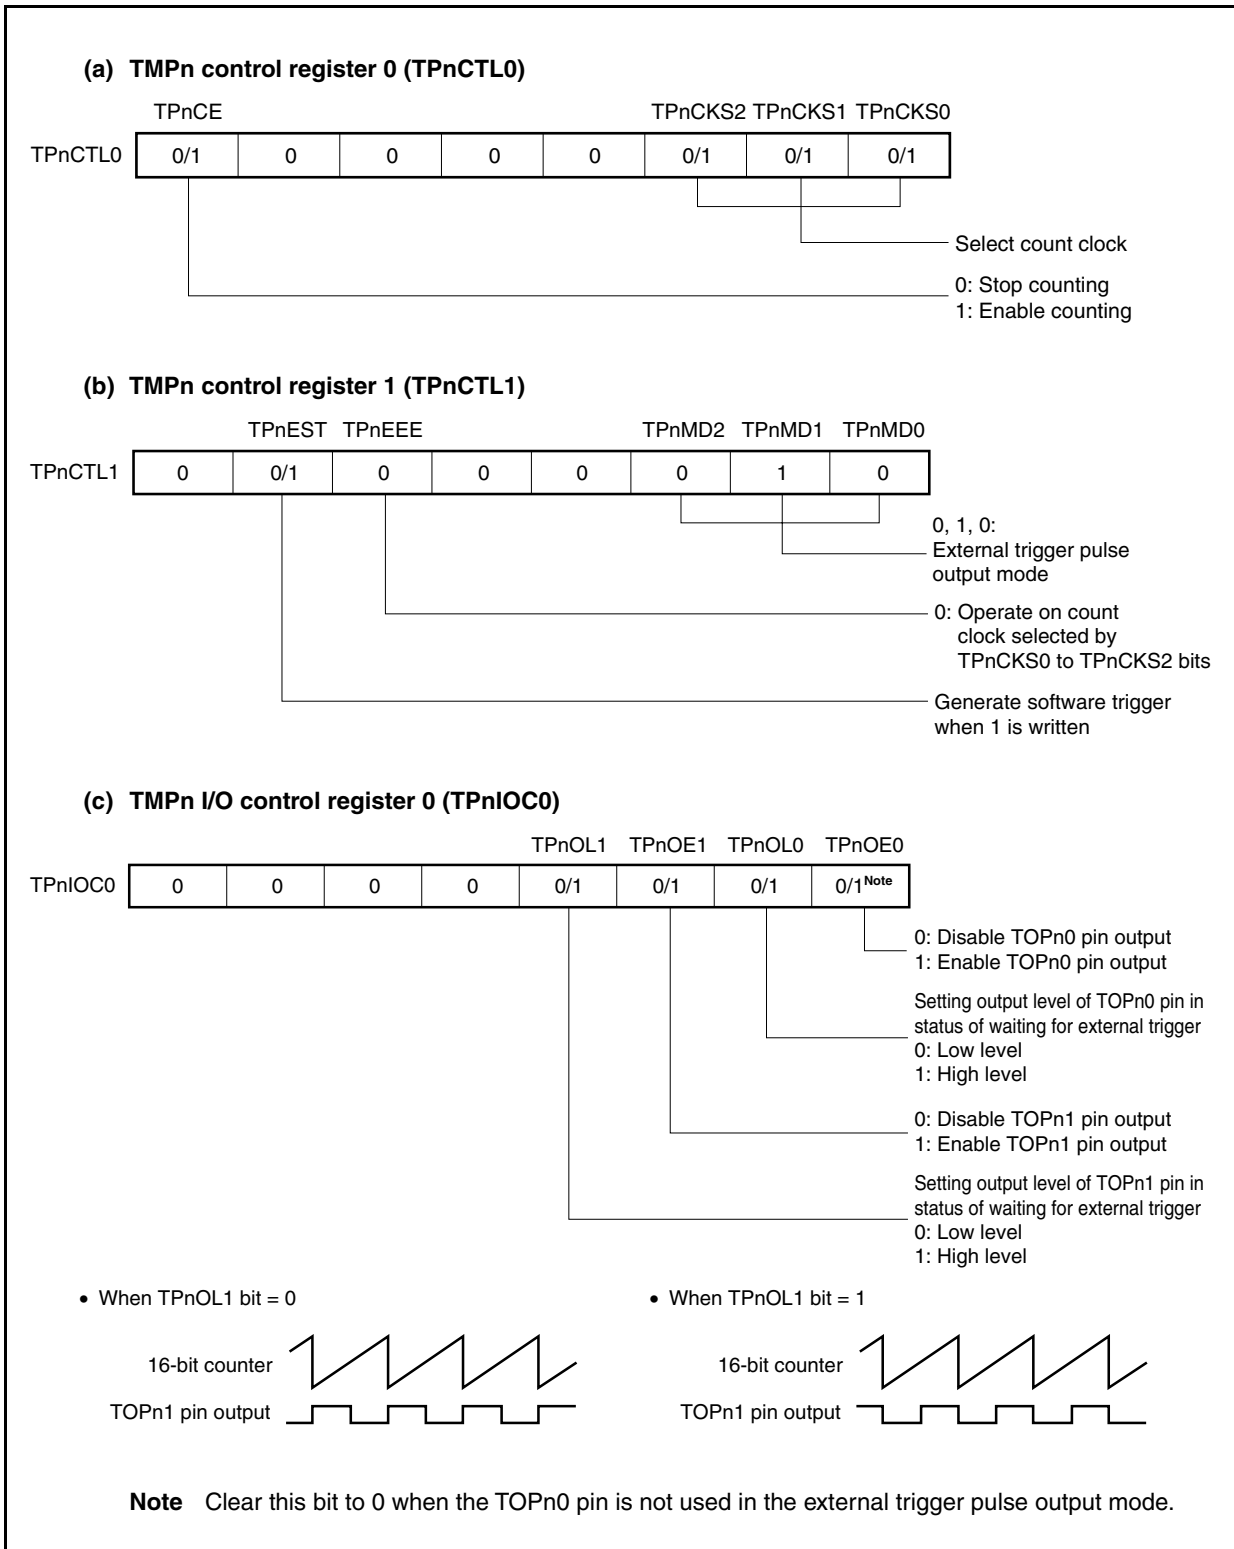 (a) TMPn control register 0 (TPnCTL0)
TPnCE TPnCKS2 TPnCKS1 TPnCKS0
TPnCTL0 0/1 0 0 0 0 0/1 0/1 0/1
Select count clock
0: Stop counting
1: Enable counting
(b) TMPn control register 1 (TPnCTL1)
TPnEST TPnEEE TPnMD2 TPnMD1 TPnMD0
TPnCTL1 0 0/1 0 0 0 0 1 0
0, 1, 0:
External trigger pulse
output mode
0: Operate on count
clock selected by
TPnCKS0 to TPnCKS2 bits
Generate software trigger
when 1 is written
(c) TMPn I/O control register 0 (TPnIOC0)
TPnOL1 TPnOE1 TPnOL0 TPnOE0
TPnIOC0 0 0 0 0 0/1 0/1 0/1 0/1Note
0: Disable TOPn0 pin output
1: Enable TOPn0 pin output
Setting output level of TOPn0 pin in
status of waiting for external trigger
0: Low level
1: High level
0: Disable TOPn1 pin output
1: Enable TOPn1 pin output
Setting output level of TOPn1 pin in
status of waiting for external trigger
0: Low level
1: High level
• When TPnOL1 bit = 0
16-bit counter
TOPn1 pin output
• When TPnOL1 bit = 1
16-bit counter
TOPn1 pin output
Note Clear this bit to 0 when the TOPn0 pin is not used in the external trigger pulse output mode.